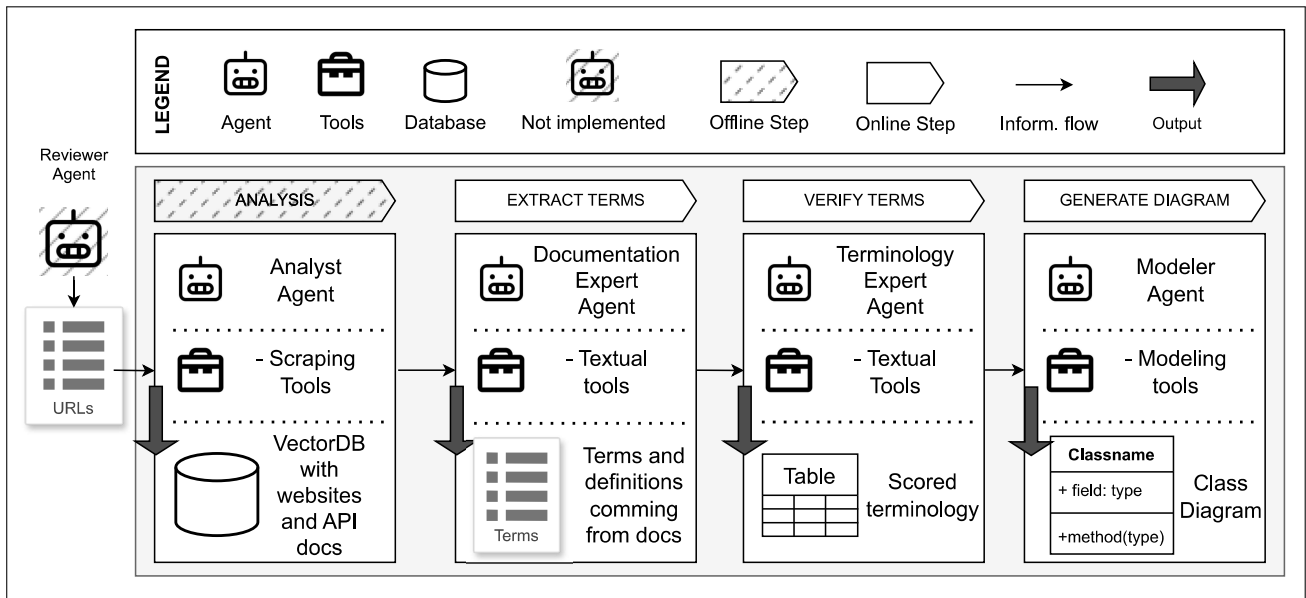 LEGEND
Agent
Tools
Database
Not implemented
Offline Step
Online Step
Inform. flow
Output
Reviewer
Agent
URLs
ANALYSIS
Analyst
Agent
- Scraping
Tools
VectorDB
with
websites
and API
docs
EXTRACT TERMS
Documentation
Expert
Agent
- Textual
tools
Terms
Terms and
definitions
comming
from docs
VERIFY TERMS
Terminology
Expert
Agent
- Textual
Tools
Table
Scored
terminology
GENERATE DIAGRAM
Modeler
Agent
- Modeling
tools
Classname
+ field: type
+method(type)
Class
Diagram